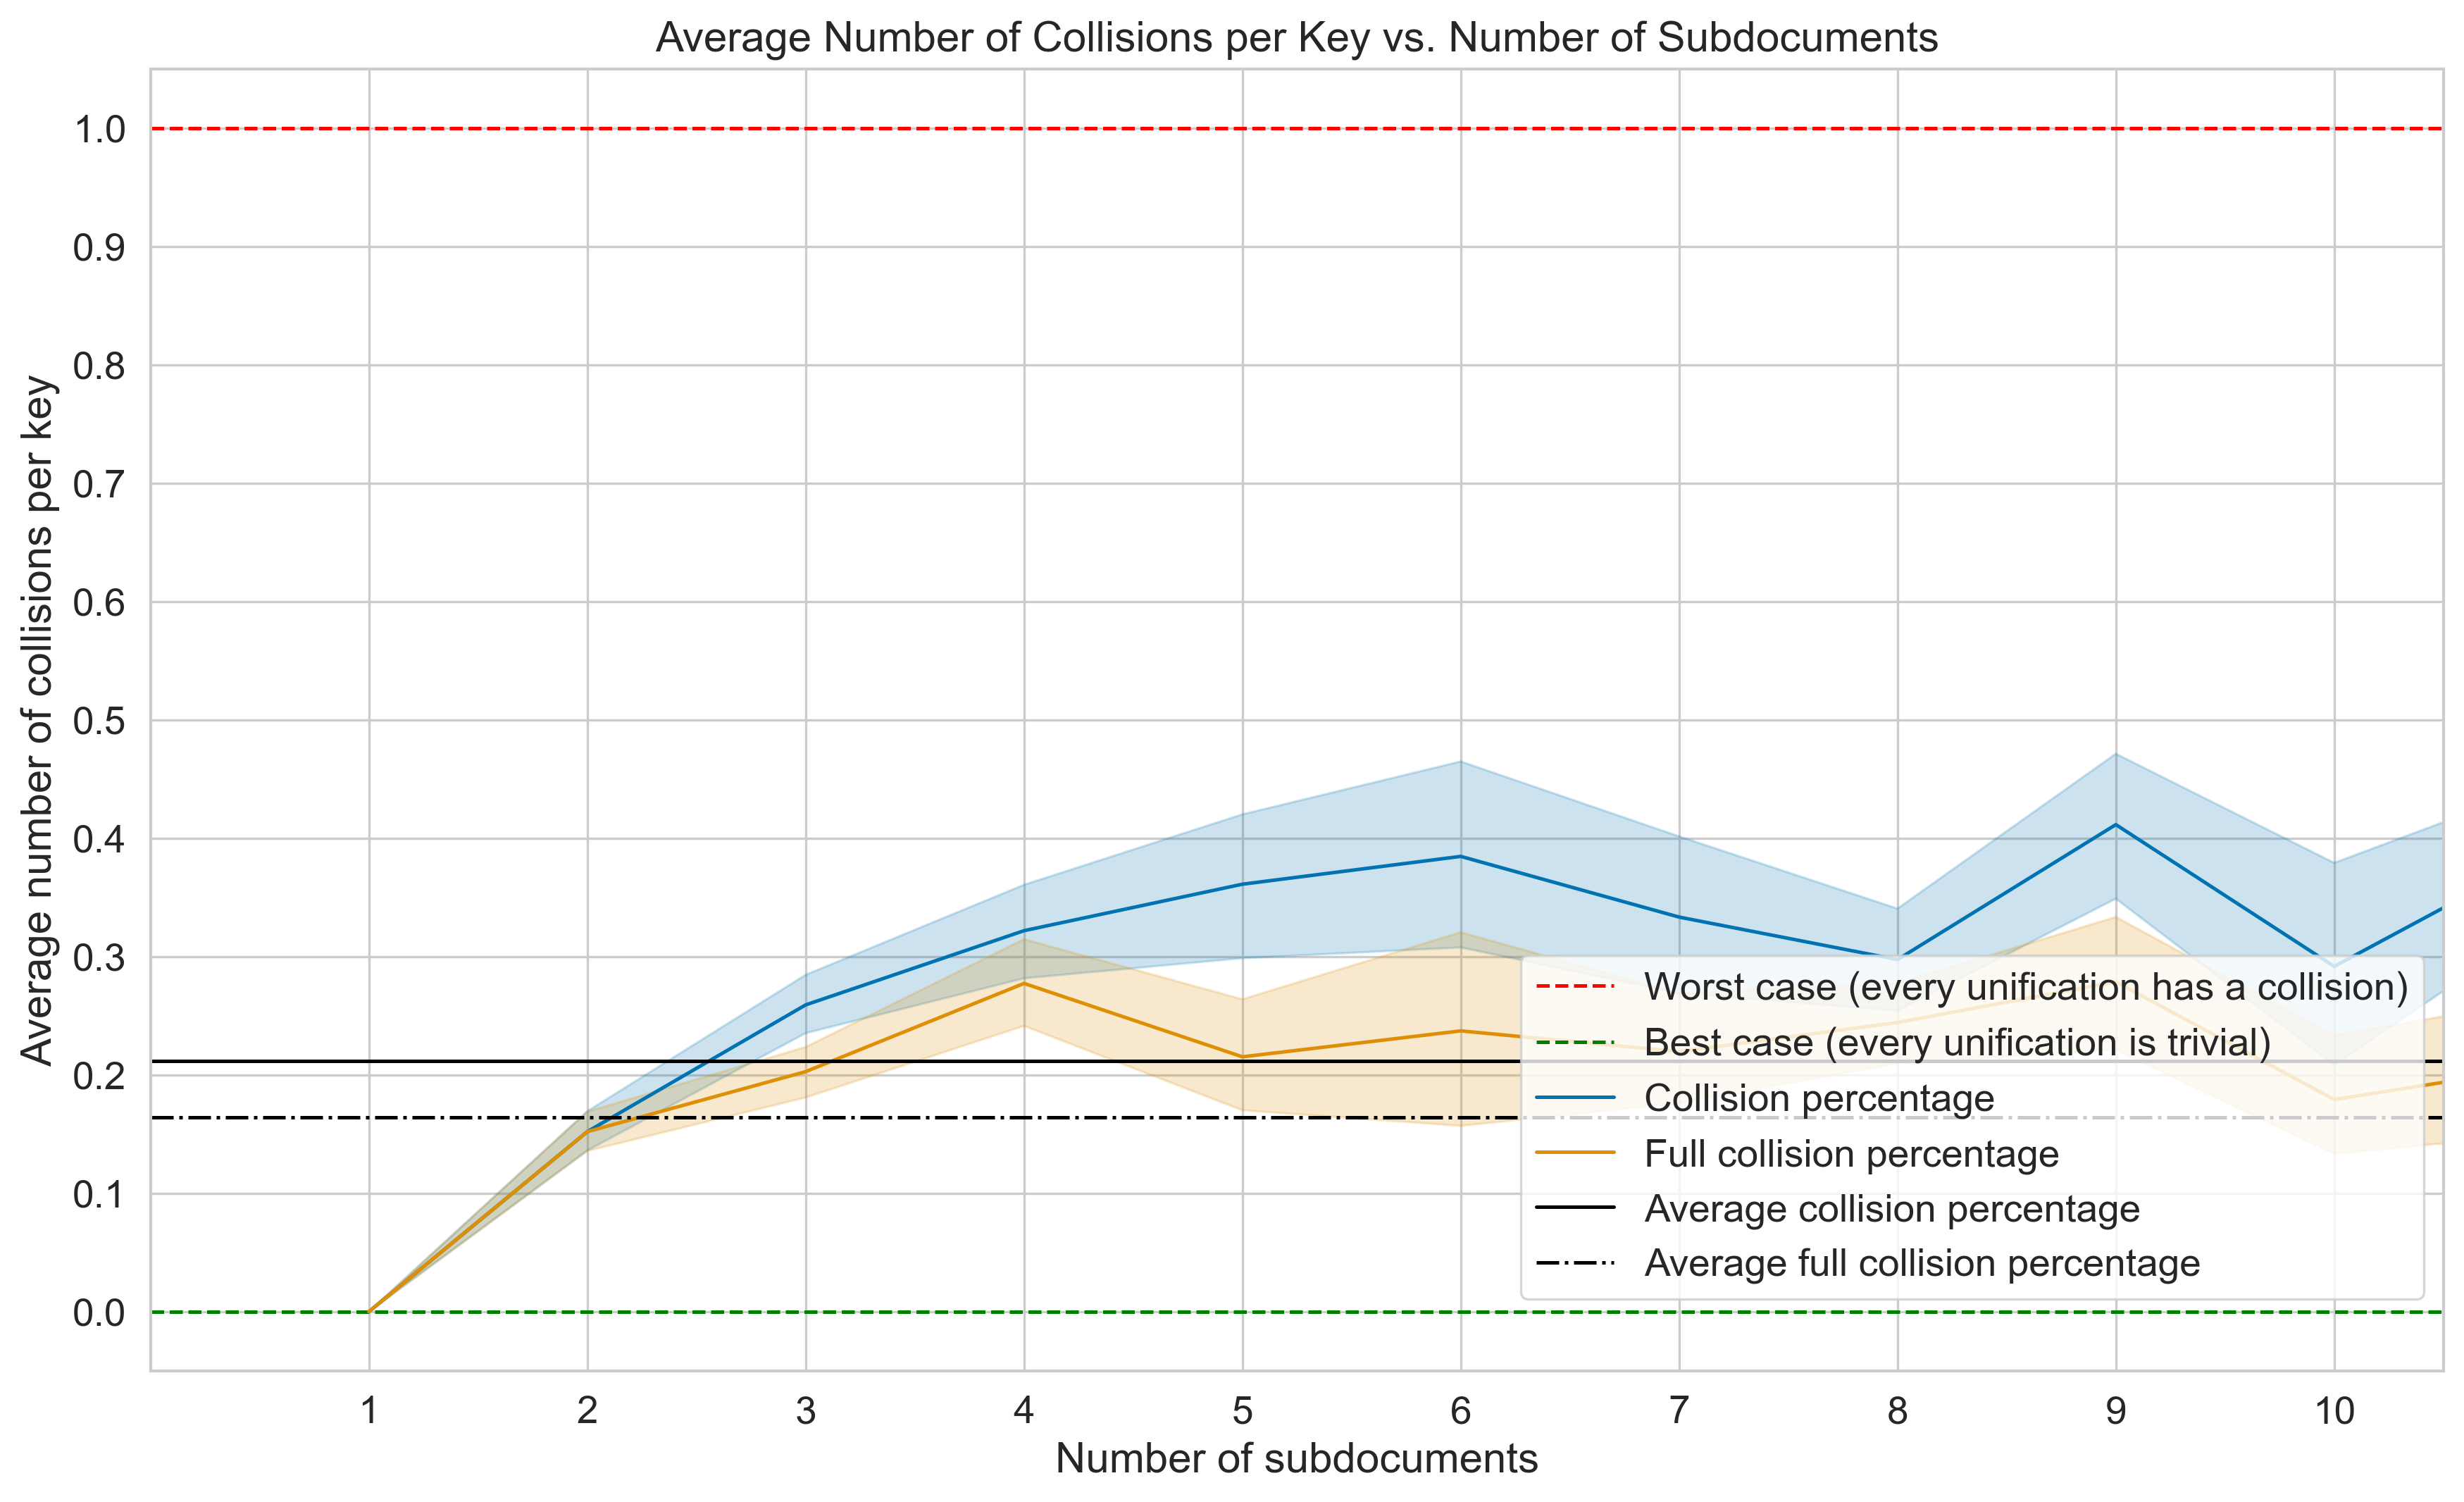 Average Number of Collisions per Key vs. Number of Subdocuments
Average number of collisions per key
1.0
0.9
0.8
0.7
0.6
0.5
0.4
0.3
0.2
0.1
0.0
Worst case (every unification has a collision)
Best case (every unification is trivial)
Collision percentage
Full collision percentage
Average collision percentage
Average full collision percentage
1 2 3 4 5 6 7 8 9 10
Number of subdocuments